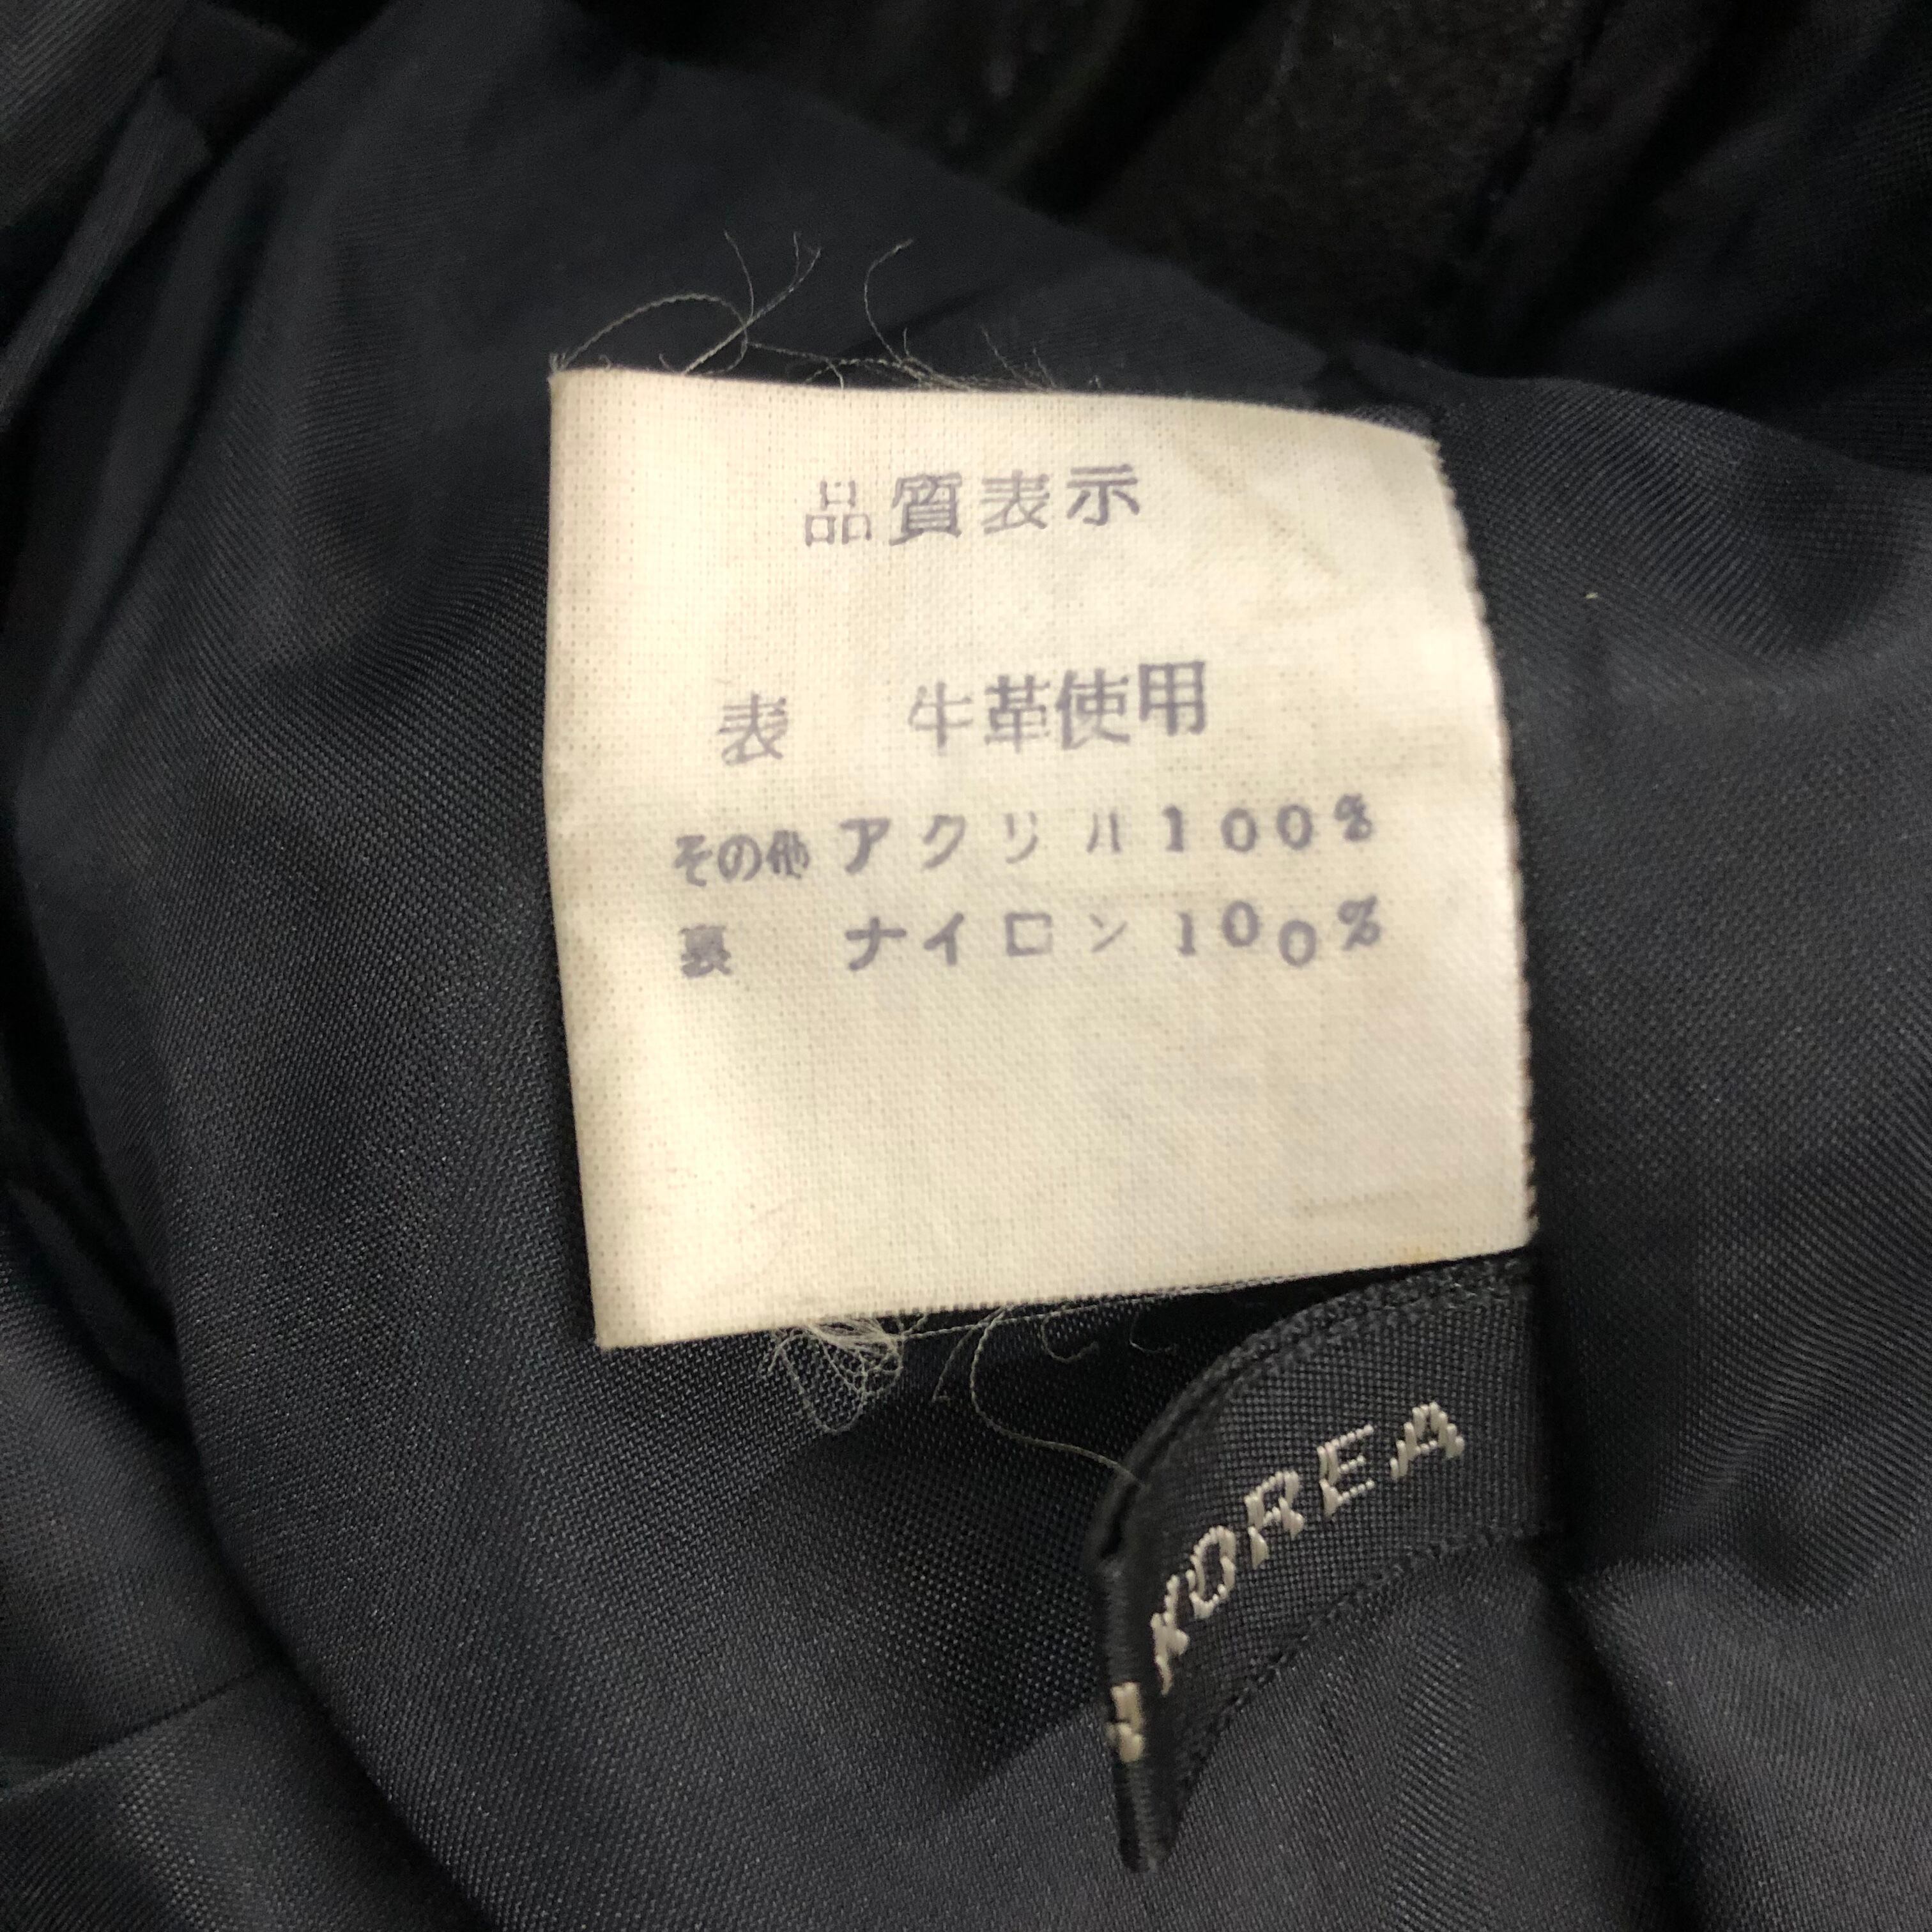 品質表示
表 牛革使用
その他 アクリル100%
裏 ナイロン100%
KOREA